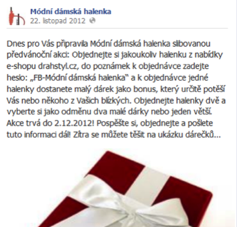 Módní dámská halenka
22. listopad 2012
Dnes pro Vás připravila Módní dámská halenka slibovanou
předvánoční akci: Objednejte si jakoukoliv halenku z nabídky
e-shopu drahstyl.cz, do poznámek k objednávce zadejte
heslo: „FB-Módní dámská halenka“ a k objednávce jedné
halenky dostanete malý dárek jako bonus, který určitě potěší
Vás nebo někoho z Vašich blízkých. Objednejte halenky dvě a
vyberte si jako odměnu dva malé dárky nebo jeden větší.
Akce trvá do 2.12.2012! Pospěšte si, objednejte a pošlete
tuto informaci dál! Zítra se můžete těšit na ukázku dárečků...